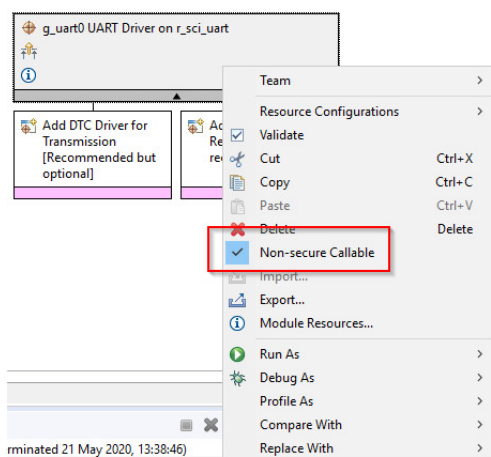 g_uart0 UART Driver on r_sci_uart
Add DTC Driver for
Transmission
[Recommended but
optional]
Team
Resource Configurations
Validate
Cut Ctrl+X
Copy Ctrl+C
Paste Ctrl+V
Delete Delete
Non-secure Callable
Import...
Export...
Module Resources...
Run As
Debug As
Profile As
Compare With
Replace With
rminated 21 May 2020, 13:38:46)